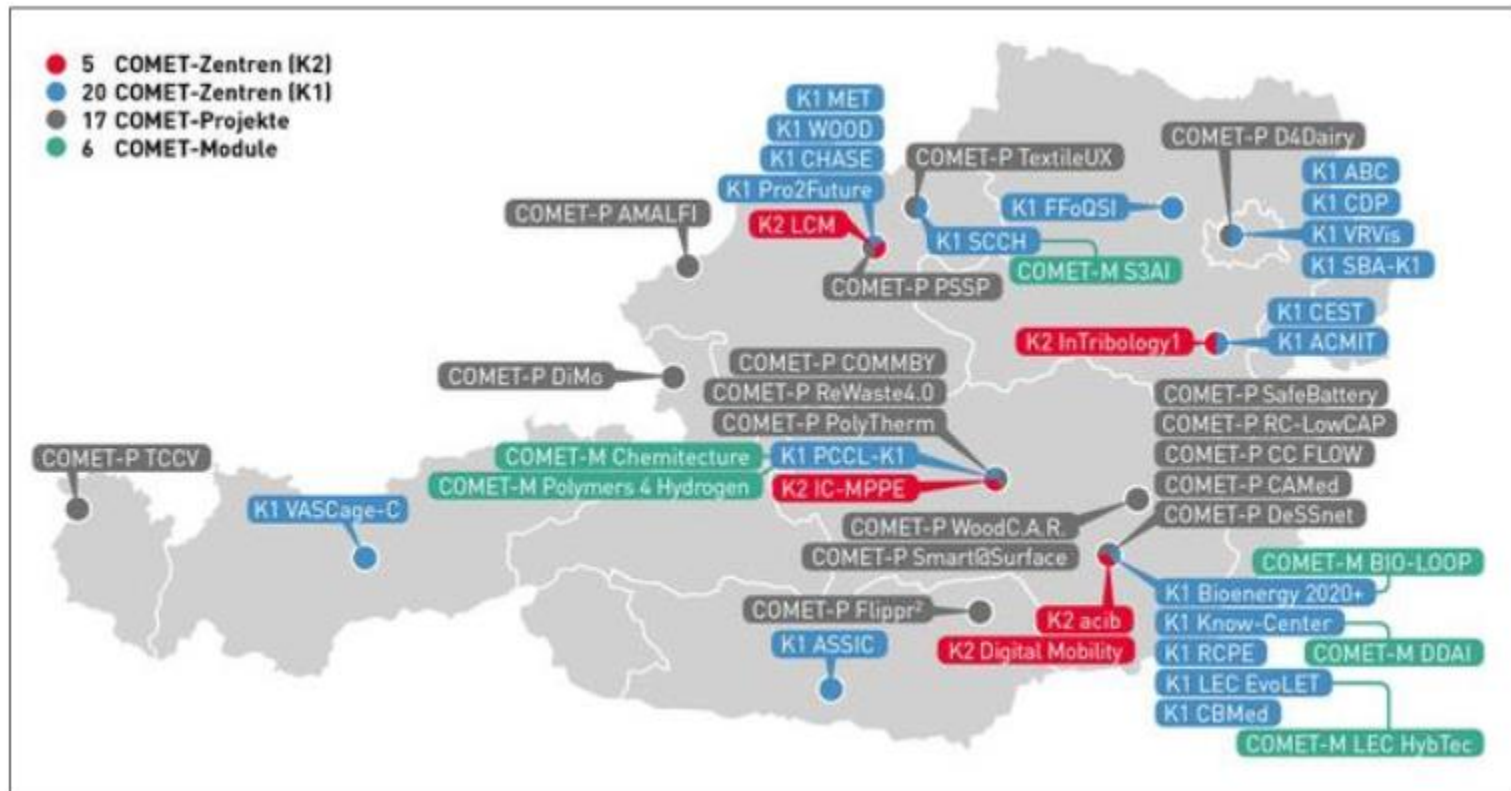 5 COMET-Zentren (K2)
20 COMET-Zentren (K1)
17 COMET-Projekte
6 COMET-Module
K1 MET
K1 WOOD
K1 CHASE
K1 Pro2Future
K2 LCM
COMET-P PSSP
COMET-P AMALFI
COMET-P TextileUX
K1 SCCH
COMET-M S3AI
K1 FFoQSI
COMET-P D4Dairy
K1 ABC
K1 CDP
K1 VRVis
K1 SBA-K1
K1 CEST
K2 InTribology1
K1 ACMIT
COMET-P DiMo
COMET-P COMMBY
COMET-P ReWaste4.0
COMET-P PolyTherm
COMET-M Chemitecture
K1 PCCL-K1
COMET-M Polymers 4 Hydrogen
K2 IC-MPPE
COMET-P TCCV
K1 VASCage-C
COMET-P WoodC.A.R.
COMET-P Smart@Surface
COMET-P SafeBattery
COMET-P RC-LowCAP
COMET-P CC FLOW
COMET-P CAMed
COMET-P DeSSnet
COMET-P Flippr²
K1 ASSIC
K2 acib
K2 Digital Mobility
COMET-M BIO-LOOP
K1 Bioenergy 2020+
K1 Know-Center
COMET-M DDAI
K1 RCPE
K1 LEC EvoLET
K1 CBMed
COMET-M LEC HybTec